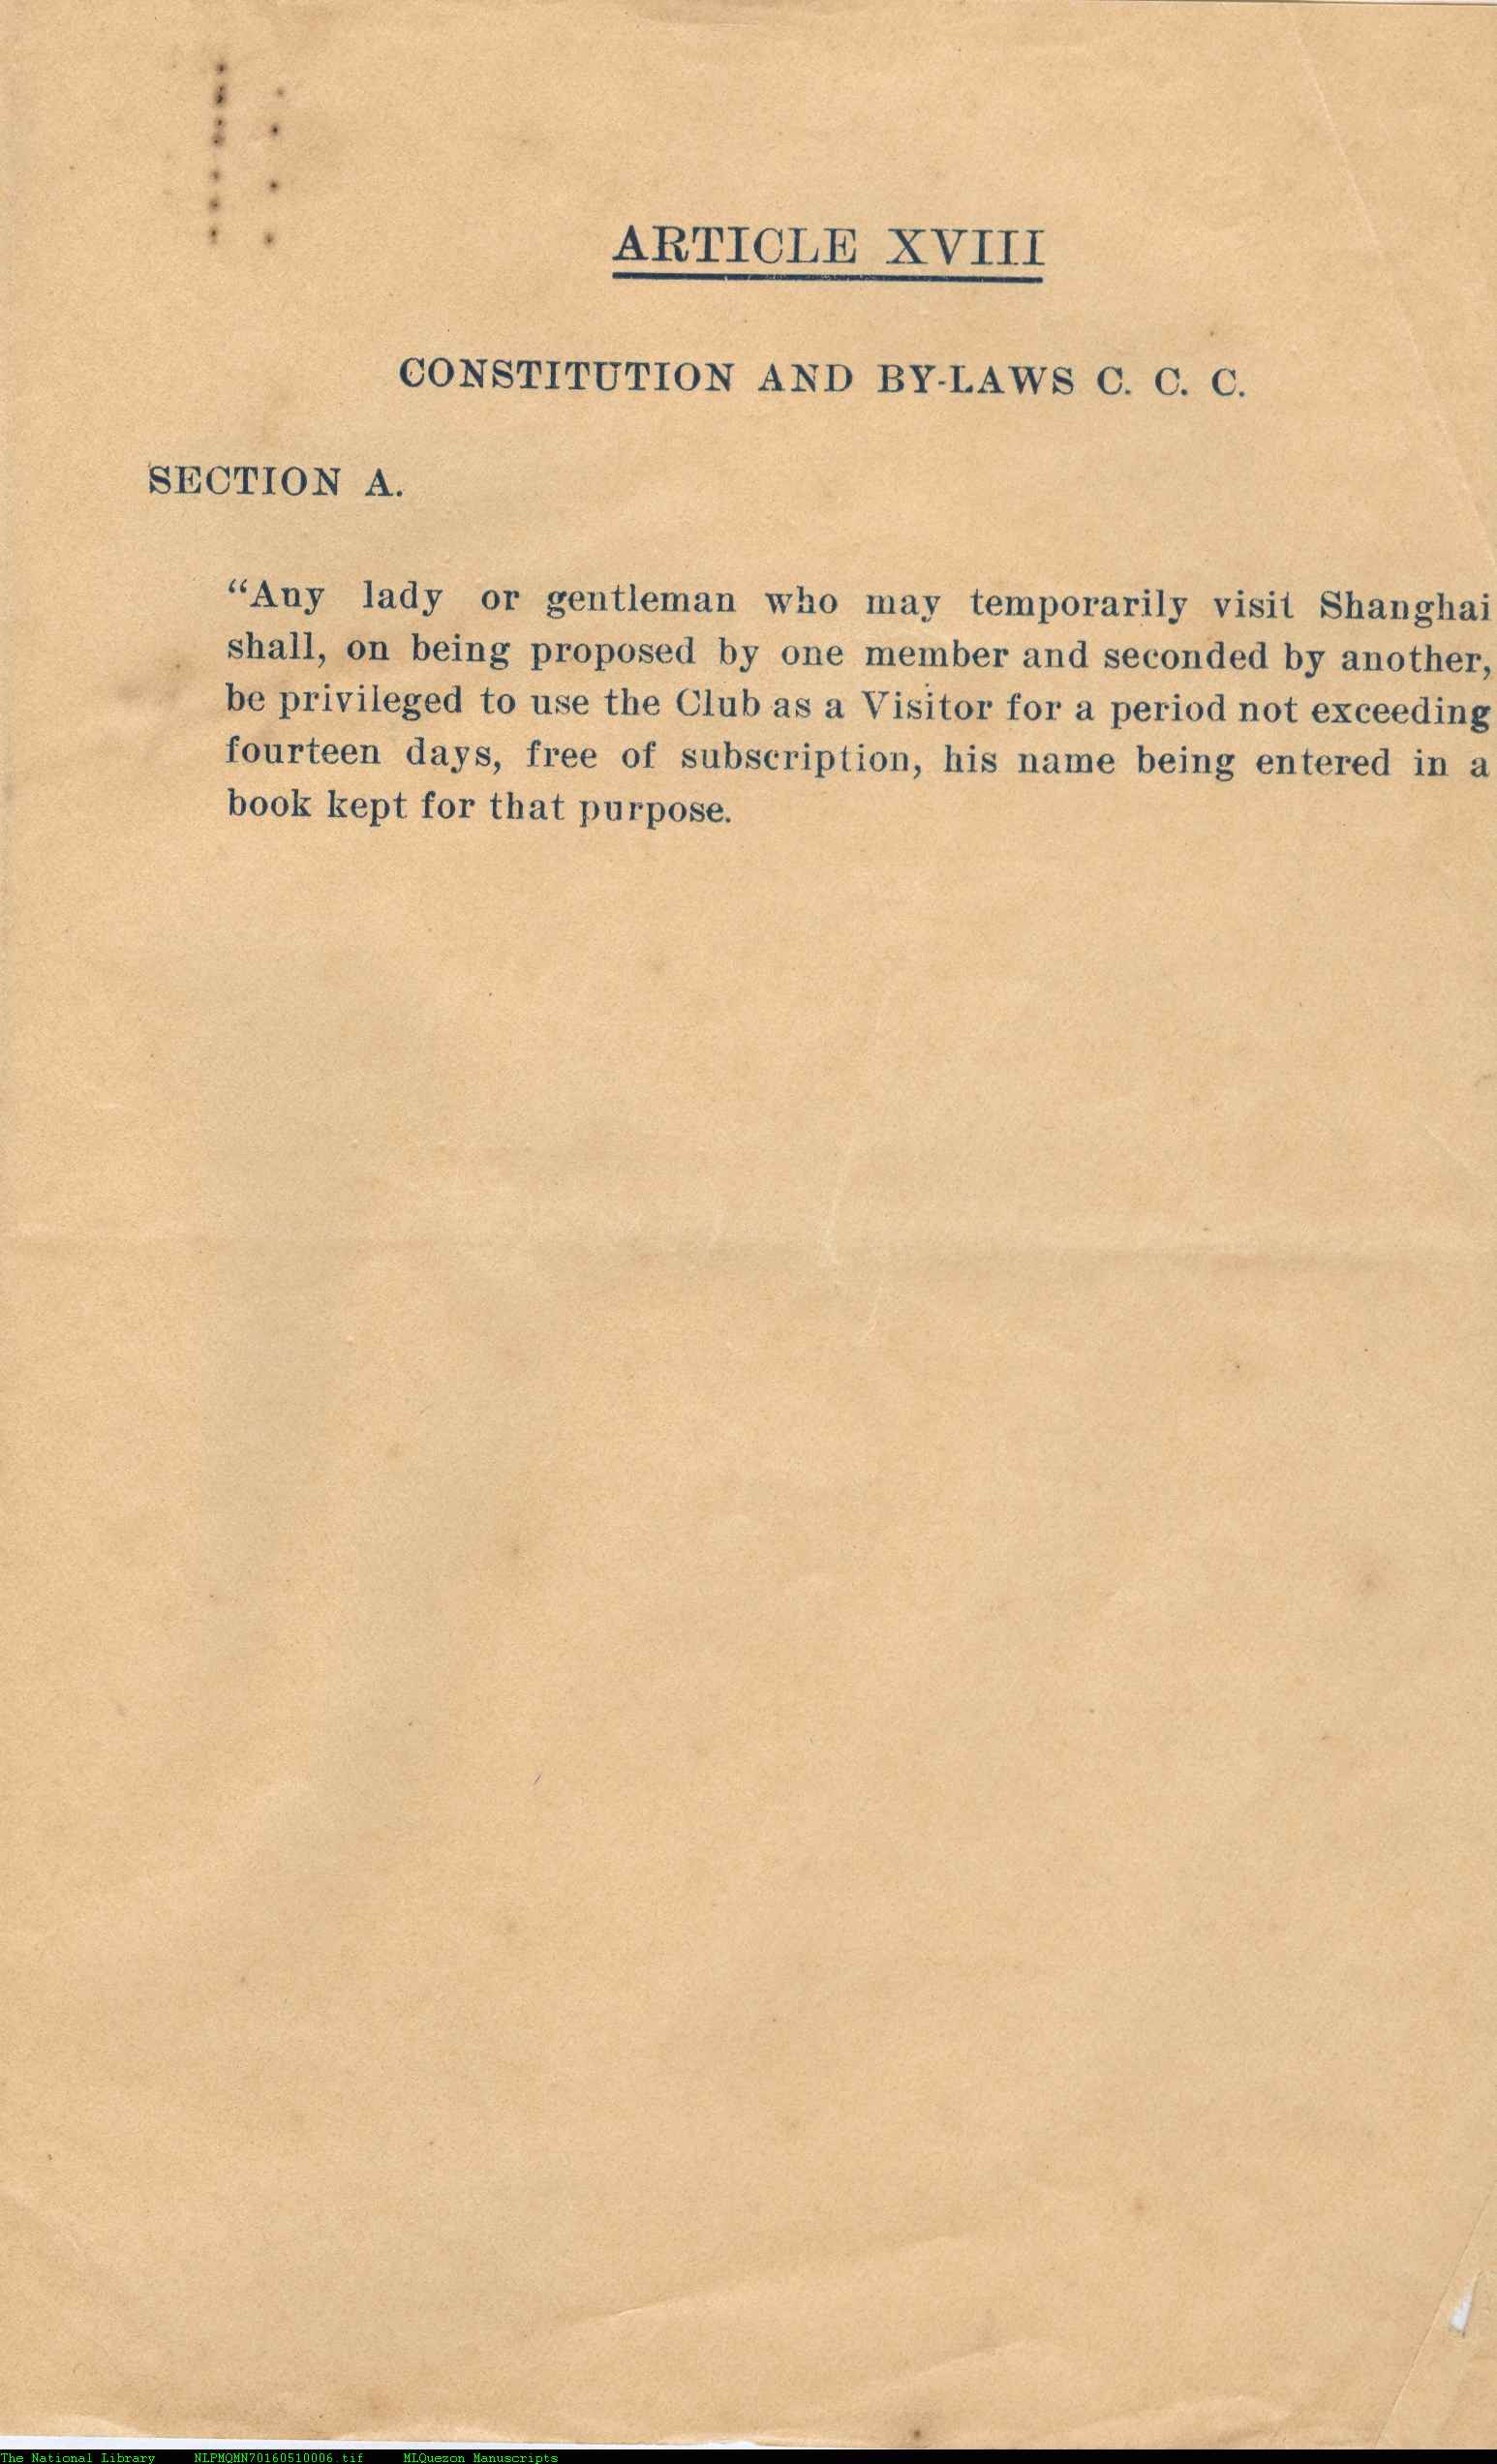 ARTICLE XVIII
CONSTITUTION AND BY-LAWS C. C. C.
SECTION A.
“Any lady or gentleman who may temporarily visit Shanghai
shall, on being proposed by one member and seconded by another,
be privileged to use the Club as a Visitor for a period not exceeding
fourteen days, free of subscription, his name being entered in a
book kept for that purpose.
The National Library NLPMQMN70160510006.tif MLQuezon Manuscripts